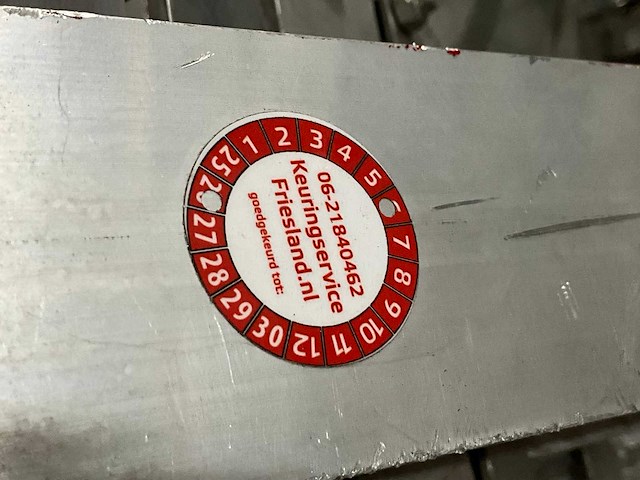 06-21840462
Keuringservice
Friesland.nl
goedgekeurd tot:
1 2 3 4 5 7 8 9 10 11 12 30 29 28 27 25